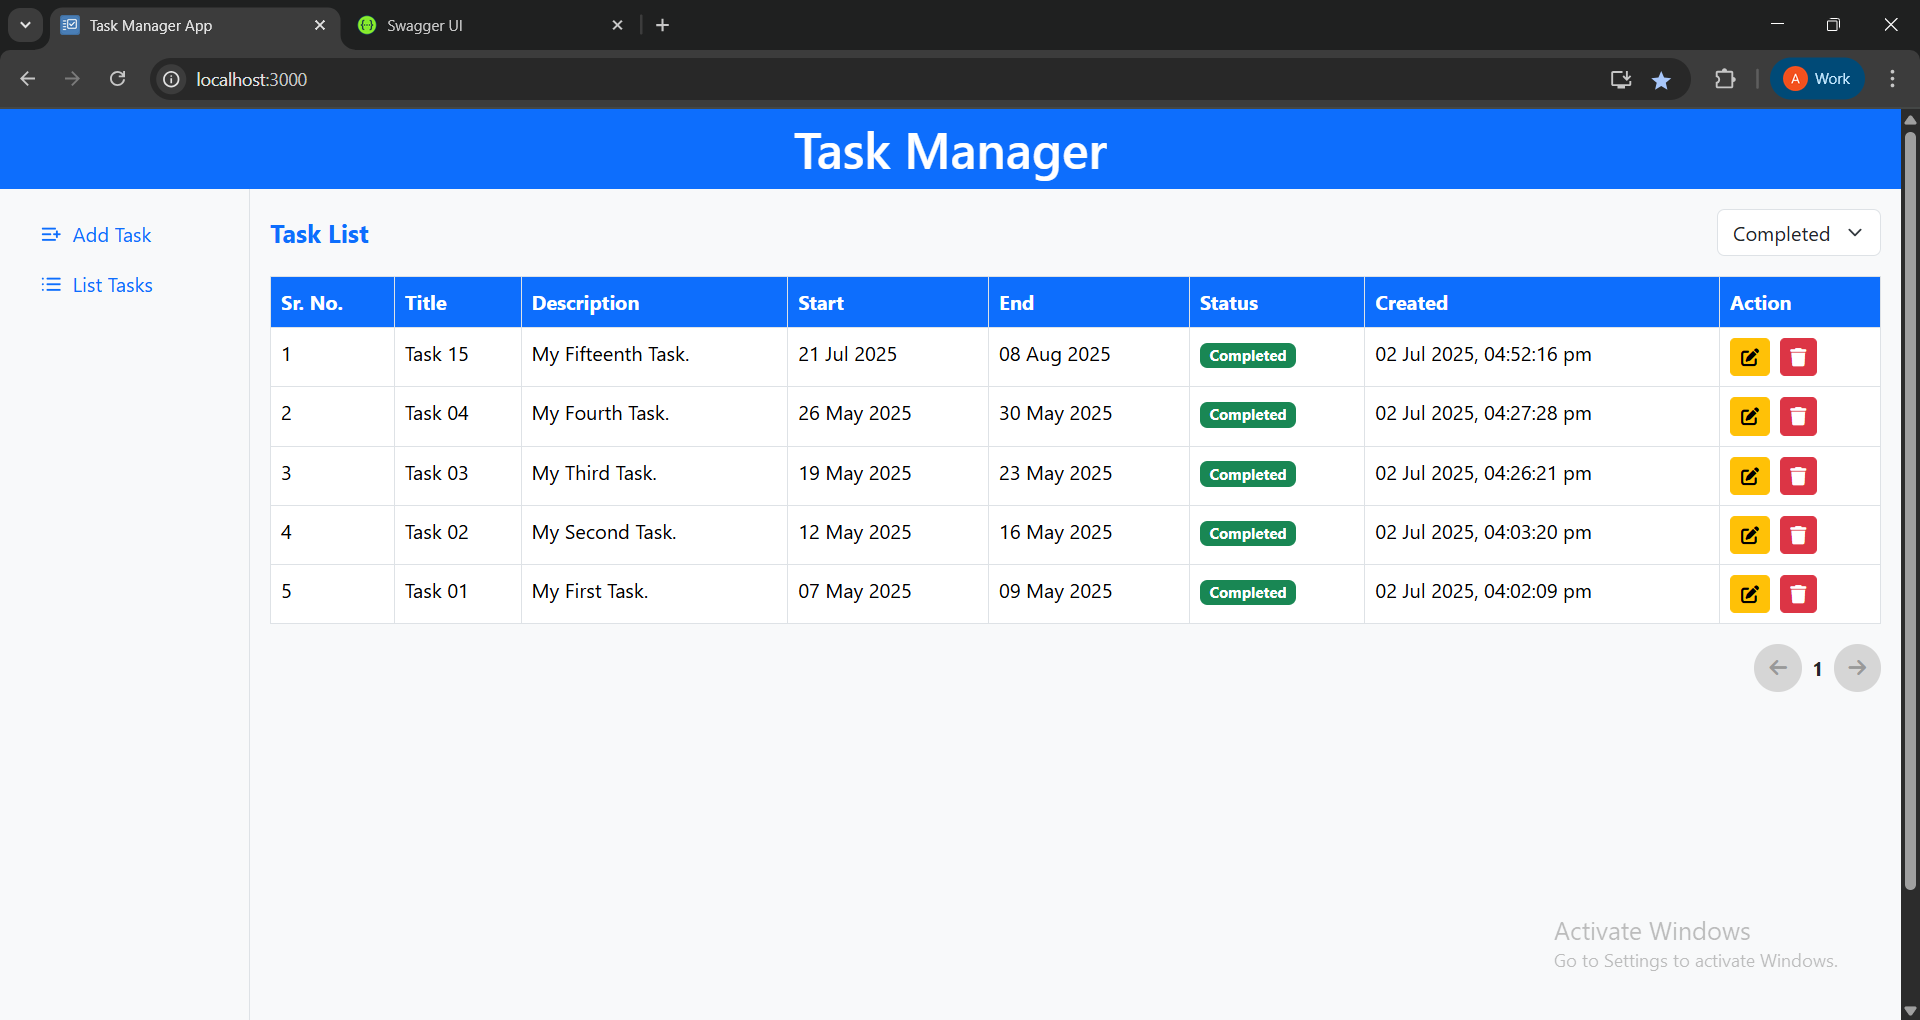 Task Manager App
Swagger UI
localhost:3000
A Work
Task Manager
Add Task
List Tasks
Task List
Completed
Sr. No. Title Description Start End Status Created Action
1 Task 15 My Fifteenth Task. 21 Jul 2025 08 Aug 2025 Completed 02 Jul 2025, 04:52:16 pm
2 Task 04 My Fourth Task. 26 May 2025 30 May 2025 Completed 02 Jul 2025, 04:27:28 pm
3 Task 03 My Third Task. 19 May 2025 23 May 2025 Completed 02 Jul 2025, 04:26:21 pm
4 Task 02 My Second Task. 12 May 2025 16 May 2025 Completed 02 Jul 2025, 04:03:20 pm
5 Task 01 My First Task. 07 May 2025 09 May 2025 Completed 02 Jul 2025, 04:02:09 pm
1
Activate Windows
Go to Settings to activate Windows.